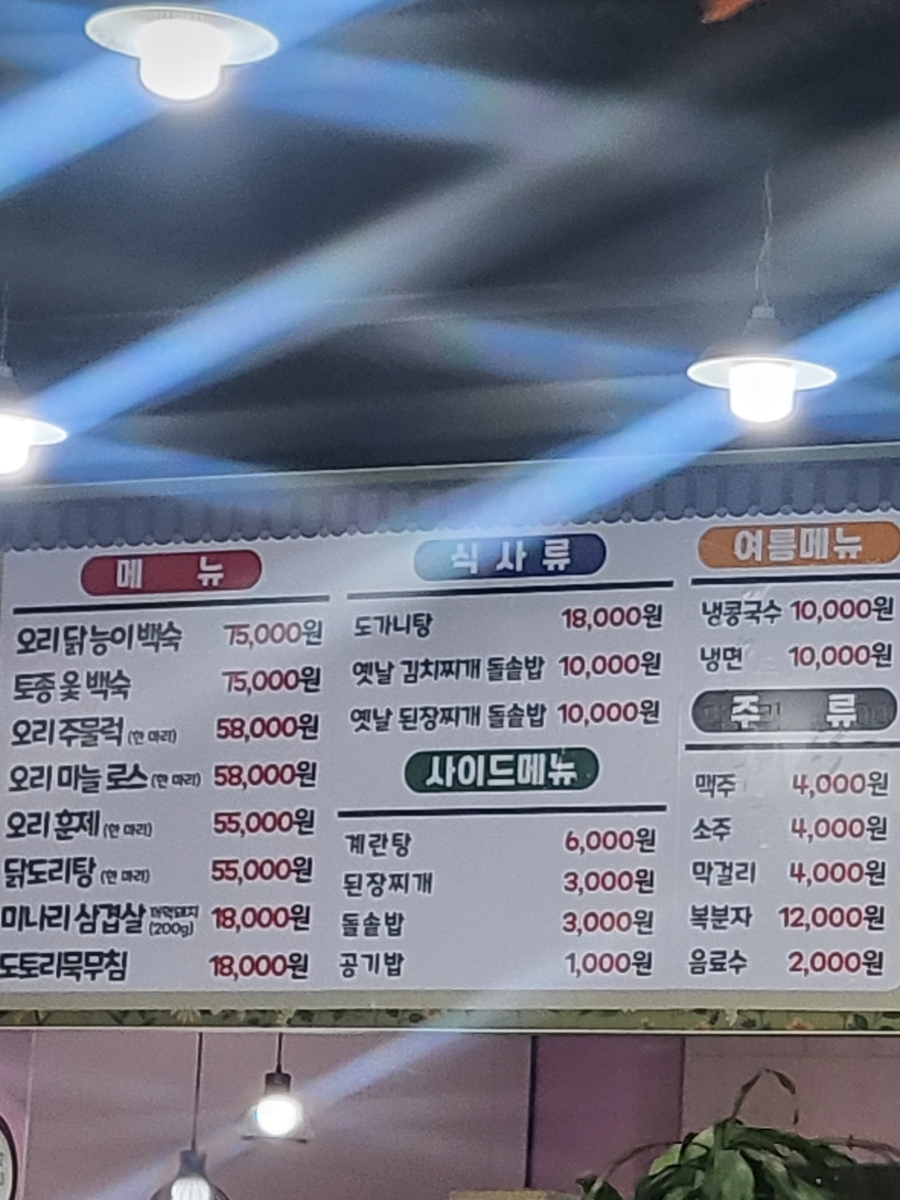 메 뉴
오리 닭 능이 백숙 75,000원
토종 옻 백숙 75,000원
오리 주물럭 (한 마리) 58,000원
오리 마늘 로스 (한 마리) 58,000원
오리 훈제 (한 마리) 55,000원
닭도리탕 (한 마리) 55,000원
미나리 삼겹살 (200g) 18,000원
도토리묵무침 18,000원
식 사 류
도가니탕 18,000원
옛날 김치찌개 돌솥밥 10,000원
옛날 된장찌개 돌솥밥 10,000원
사이드메뉴
계란탕 6,000원
된장찌개 3,000원
돌솥밥 3,000원
공기밥 1,000원
여름메뉴
냉콩국수 10,000원
냉면 10,000원
주 류
맥주 4,000원
소주 4,000원
막걸리 4,000원
복분자 12,000원
음료수 2,000원